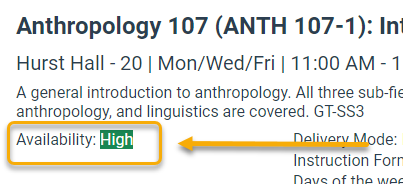 Anthropology 107 (ANTH 107-1): Int
Hurst Hall - 20 | Mon/Wed/Fri | 11:00 AM - 1
A general introduction to anthropology. All three sub-fie
anthropology, and linguistics are covered. GT-SS3
Availability: High
Delivery Mode:
Instruction Form
Days of the wee